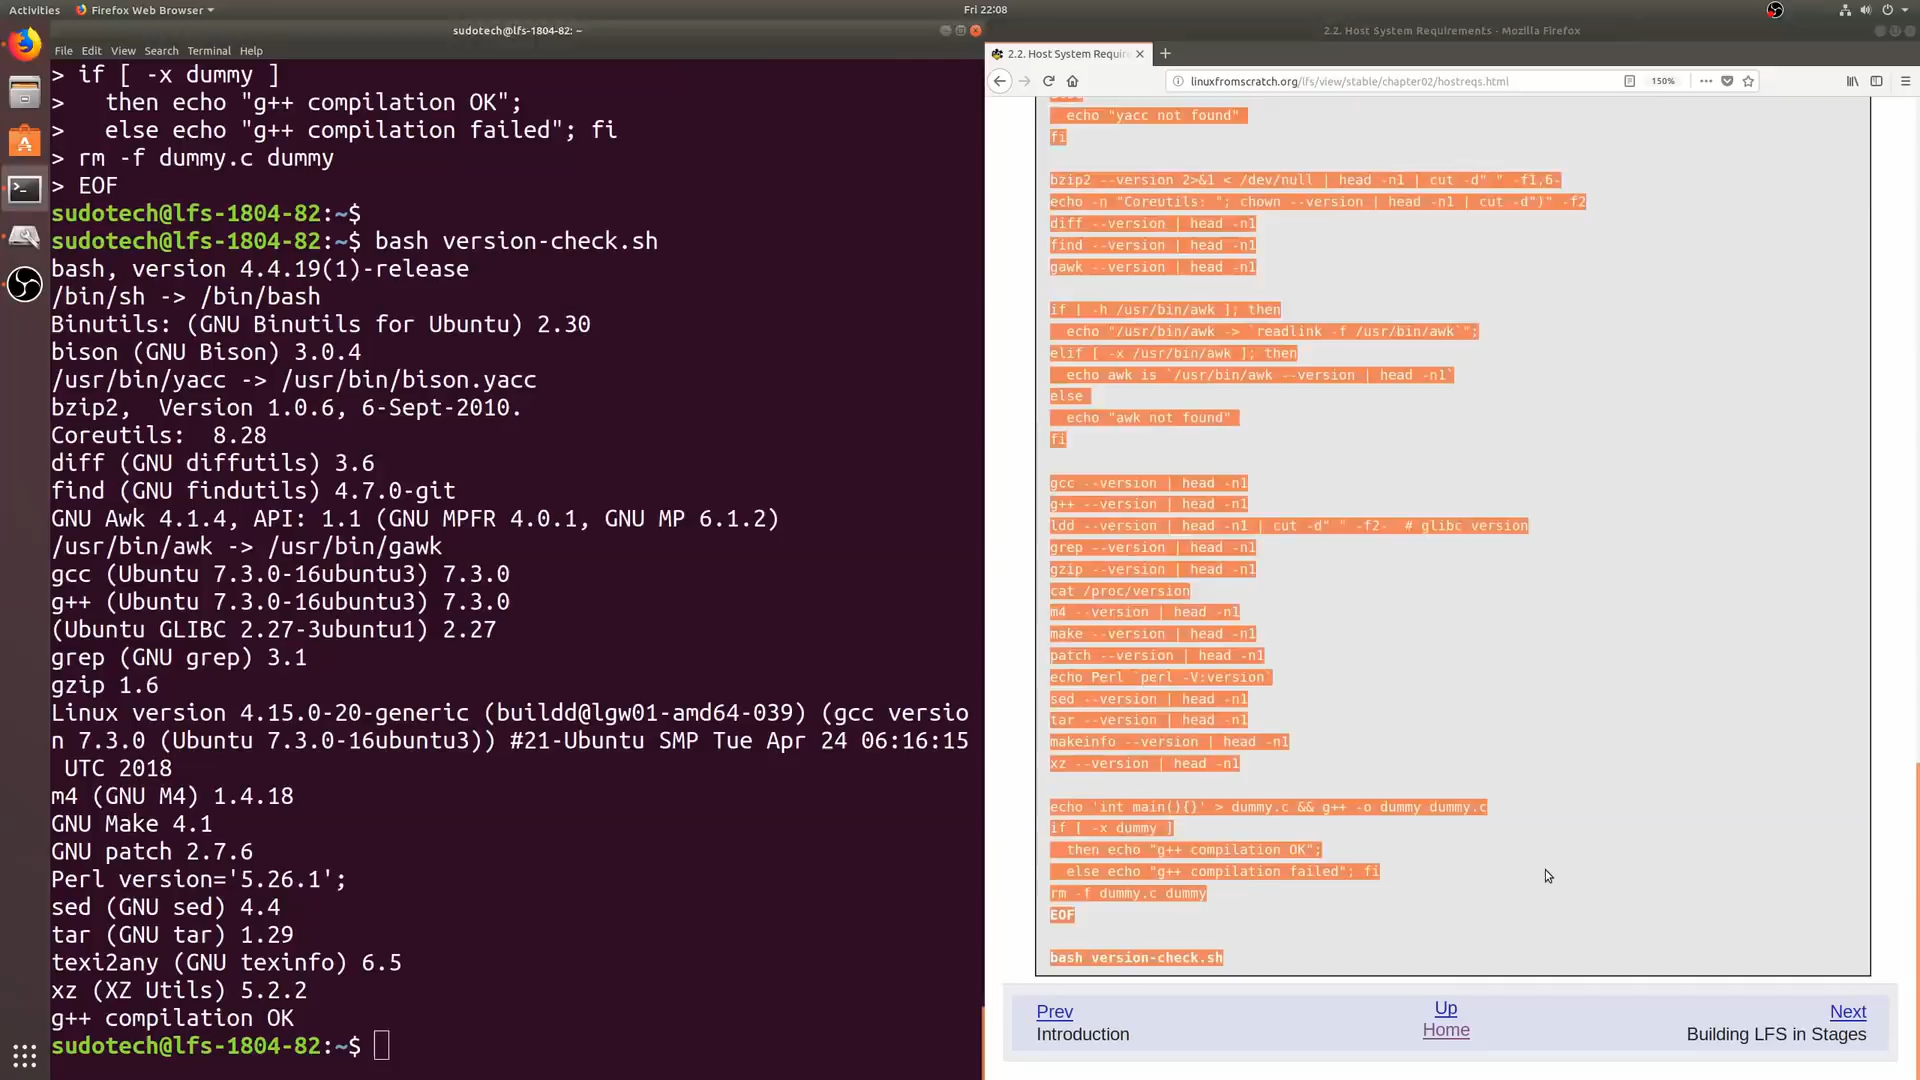 Activities
Firefox Web Browser
Fri 22:08
sudotech@lfs-1804-82: ~
File Edit View Search Terminal Help
> if [ -x dummy ]
>   then echo "g++ compilation OK";
>   else echo "g++ compilation failed"; fi
> rm -f dummy.c dummy
> EOF
sudotech@lfs-1804-82:~$
sudotech@lfs-1804-82:~$ bash version-check.sh
bash, version 4.4.19(1)-release
/bin/sh -> /bin/bash
Binutils: (GNU Binutils for Ubuntu) 2.30
bison (GNU Bison) 3.0.4
/usr/bin/yacc -> /usr/bin/bison.yacc
bzip2,  Version 1.0.6, 6-Sept-2010.
Coreutils:  8.28
diff (GNU diffutils) 3.6
find (GNU findutils) 4.7.0-git
GNU Awk 4.1.4, API: 1.1 (GNU MPFR 4.0.1, GNU MP 6.1.2)
/usr/bin/awk -> /usr/bin/gawk
gcc (Ubuntu 7.3.0-16ubuntu3) 7.3.0
g++ (Ubuntu 7.3.0-16ubuntu3) 7.3.0
(Ubuntu GLIBC 2.27-3ubuntu1) 2.27
grep (GNU grep) 3.1
gzip 1.6
Linux version 4.15.0-20-generic (buildd@lgw01-amd64-039) (gcc versio
n 7.3.0 (Ubuntu 7.3.0-16ubuntu3)) #21-Ubuntu SMP Tue Apr 24 06:16:15
 UTC 2018
m4 (GNU M4) 1.4.18
GNU Make 4.1
GNU patch 2.7.6
Perl version='5.26.1';
sed (GNU sed) 4.4
tar (GNU tar) 1.29
texi2any (GNU texinfo) 6.5
xz (XZ Utils) 5.2.2
g++ compilation OK
sudotech@lfs-1804-82:~$
2.2. Host System Requirements - Mozilla Firefox
2.2. Host System Require
linuxfromscratch.org/lfs/view/stable/chapter02/hostreqs.html
150%
  echo "yacc not found"
fi
bzip2 --version 2>&1 < /dev/null | head -n1 | cut -d" " -f1,6-
echo -n "Coreutils: "; chown --version | head -n1 | cut -d")" -f2
diff --version | head -n1
find --version | head -n1
gawk --version | head -n1
if [ -h /usr/bin/awk ]; then
  echo "/usr/bin/awk -> `readlink -f /usr/bin/awk`";
elif [ -x /usr/bin/awk ]; then
  echo awk is `/usr/bin/awk --version | head -n1`
else
  echo "awk not found"
fi
gcc --version | head -n1
g++ --version | head -n1
ldd --version | head -n1 | cut -d" " -f2-  # glibc version
grep --version | head -n1
gzip --version | head -n1
cat /proc/version
m4 --version | head -n1
make --version | head -n1
patch --version | head -n1
echo Perl `perl -V:version`
sed --version | head -n1
tar --version | head -n1
makeinfo --version | head -n1
xz --version | head -n1
echo 'int main(){}' > dummy.c && g++ -o dummy dummy.c
if [ -x dummy ]
  then echo "g++ compilation OK";
  else echo "g++ compilation failed"; fi
rm -f dummy.c dummy
EOF
bash version-check.sh
Prev
Introduction
Up
Home
Next
Building LFS in Stages